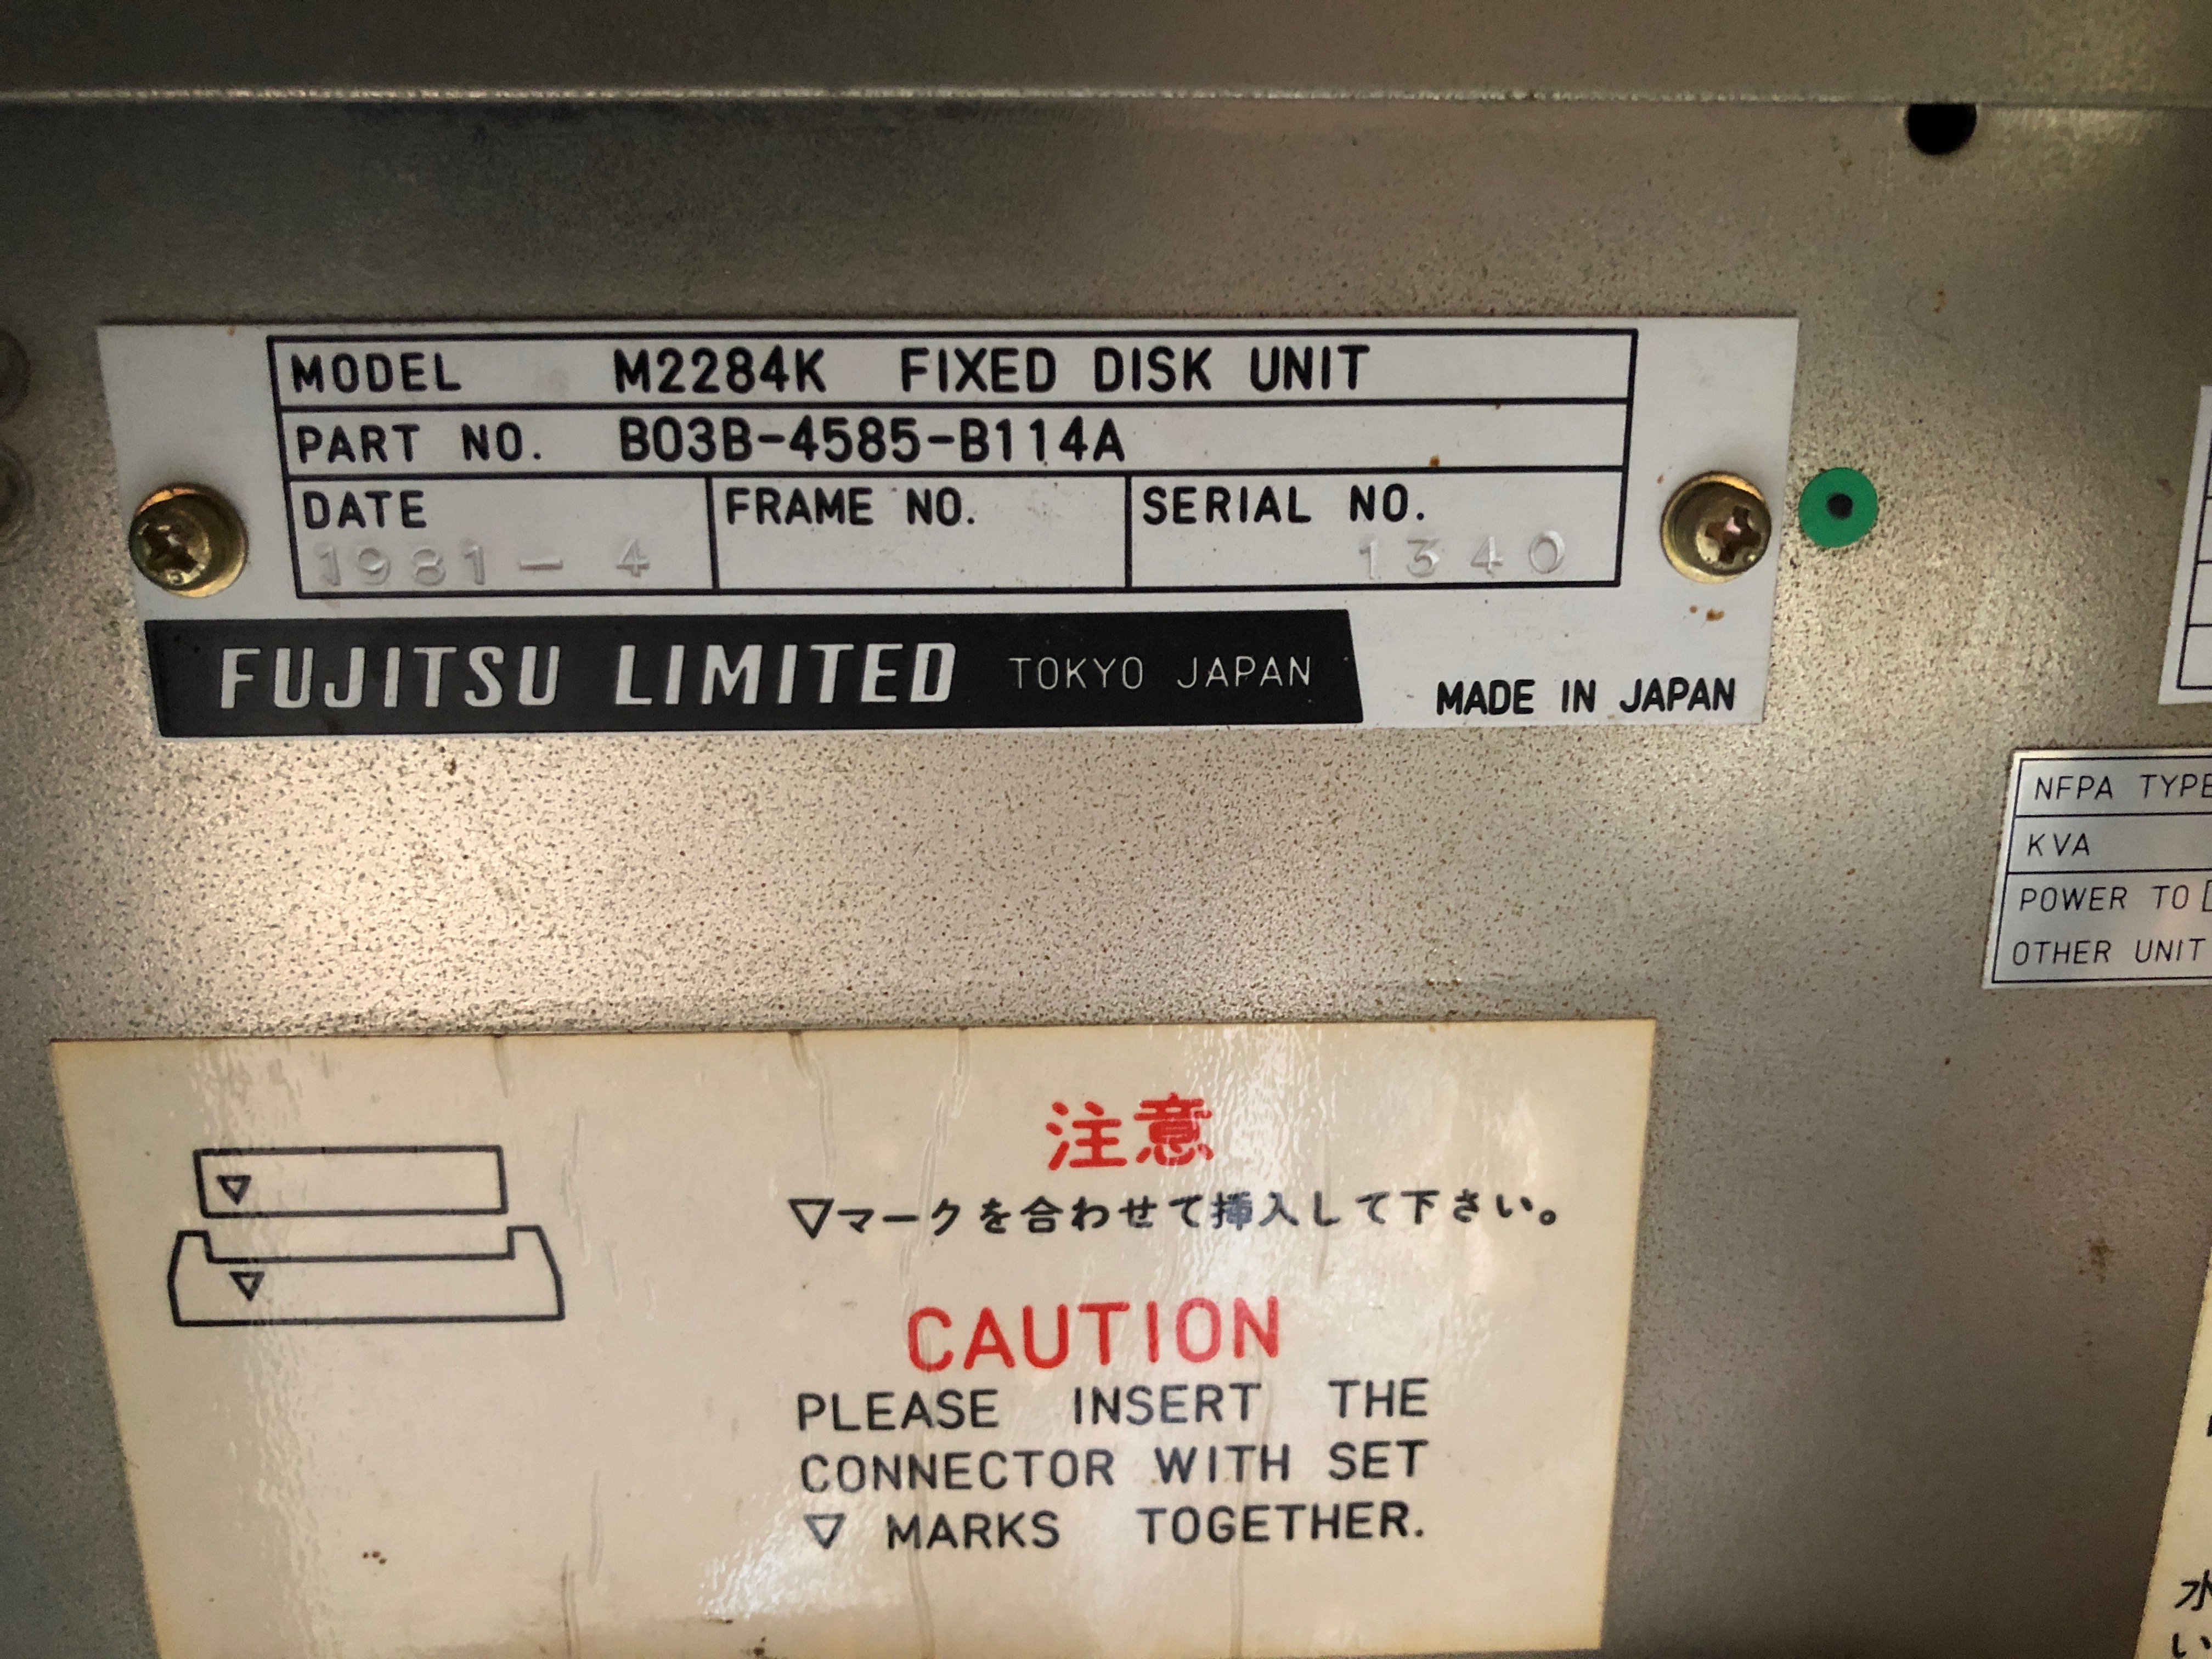 MODEL M2284K FIXED DISK UNIT
PART NO. B03B-4585-B114A
DATE FRAME NO. SERIAL NO.
1981-4 1340
FUJITSU LIMITED TOKYO JAPAN
MADE IN JAPAN
NFPA TYPE
KVA
POWER TO
OTHER UNIT
注意
▽マークを合わせて挿入して下さい。
CAUTION
PLEASE INSERT THE
CONNECTOR WITH SET
▽ MARKS TOGETHER.
水
い